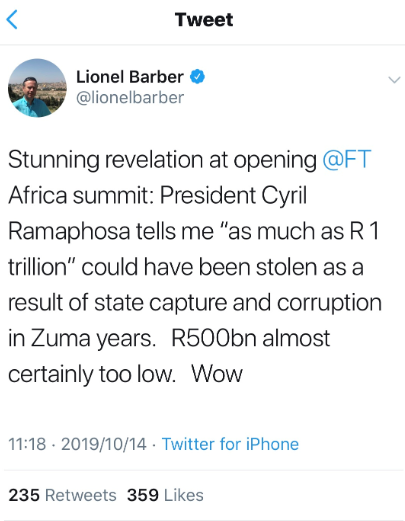 Tweet
Lionel Barber
@lionelbarber
Stunning revelation at opening @FT
Africa summit: President Cyril
Ramaphosa tells me “as much as R 1
trillion” could have been stolen as a
result of state capture and corruption
in Zuma years.  R500bn almost
certainly too low.  Wow
11:18 · 2019/10/14 · Twitter for iPhone
235 Retweets  359 Likes